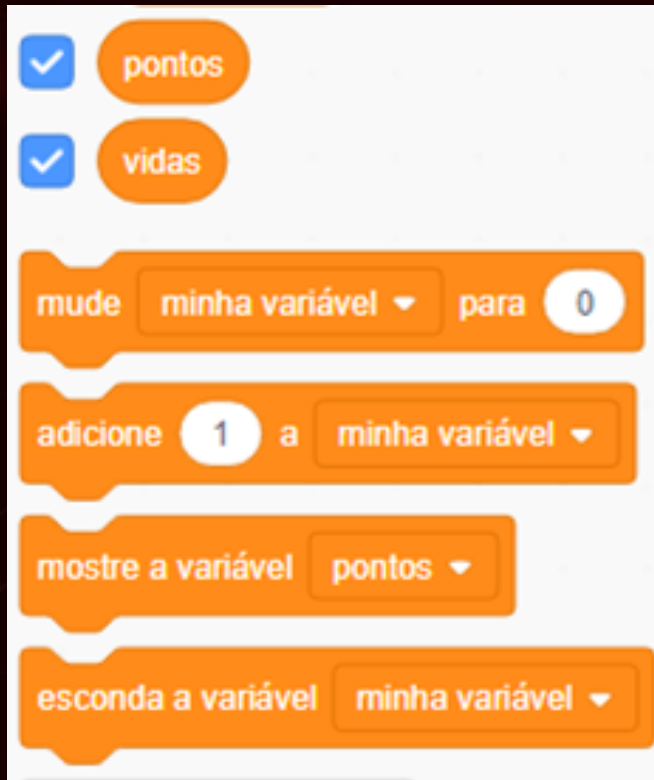 pontos
vidas
mude minha variável para 0
adicione 1 a minha variável
mostre a variável pontos
esconda a variável minha variável